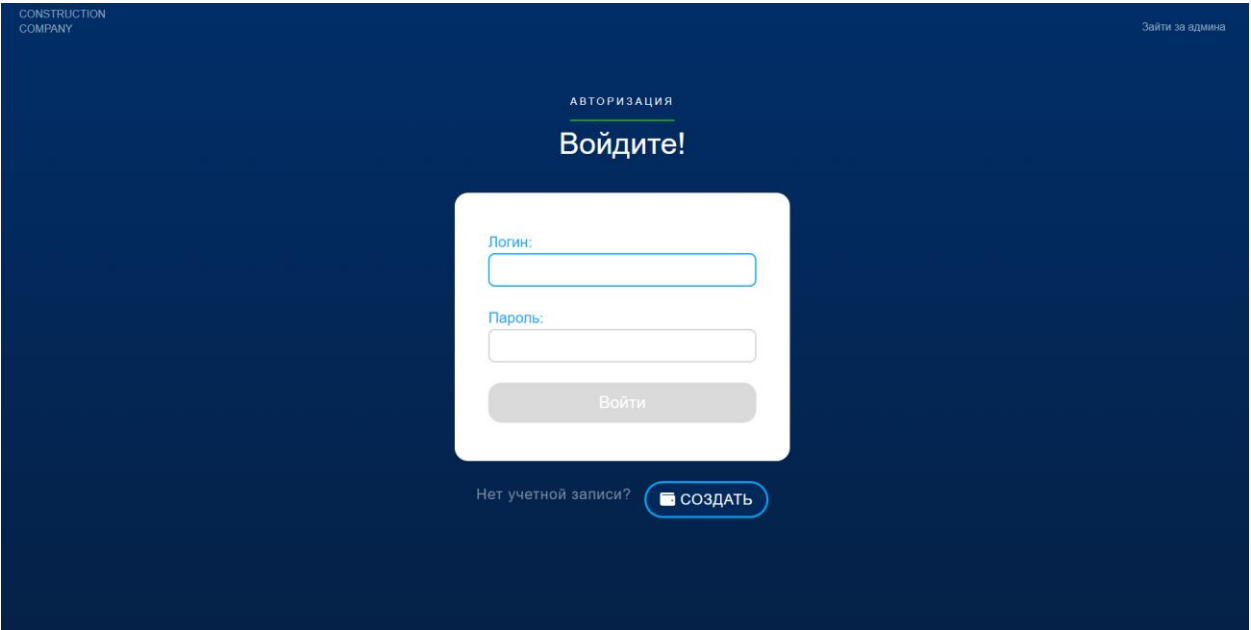 CONSTRUCTION
COMPANY
Зайти за админа
АВТОРИЗАЦИЯ
Войдите!
Логин:
Пароль:
Войти
Нет учетной записи?
СОЗДАТЬ